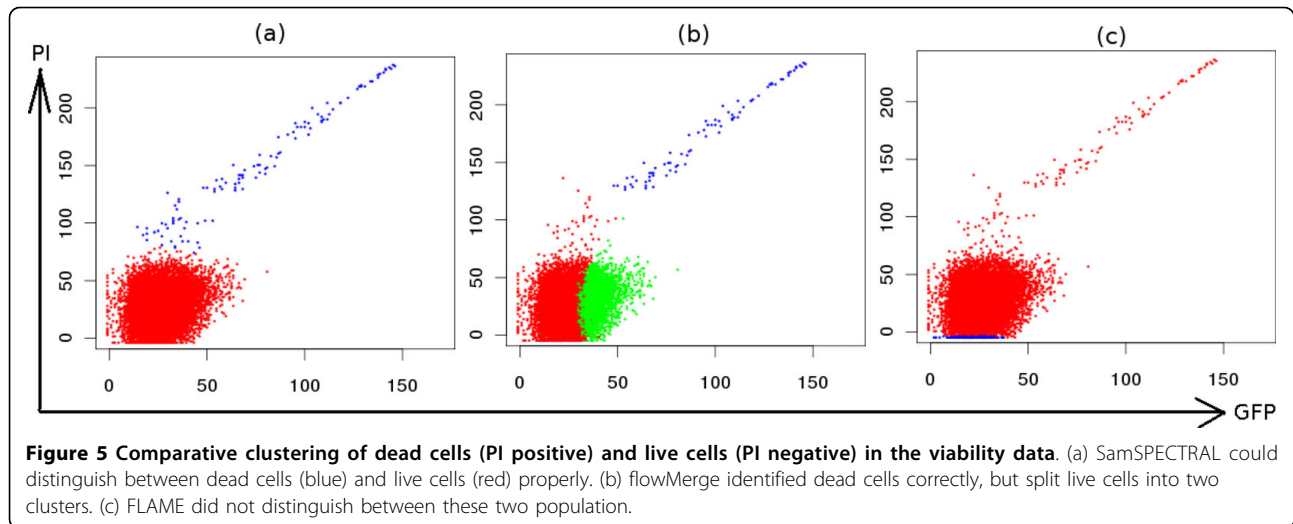 (a)
(b)
(c)
PI
0 50 100 150 200
0 50 100 150
0 50 100 150 200
0 50 100 150
0 50 100 150 200
0 50 100 150
GFP
Figure 5 Comparative clustering of dead cells (PI positive) and live cells (PI negative) in the viability data. (a) SamSPECTRAL could
distinguish between dead cells (blue) and live cells (red) properly. (b) flowMerge identified dead cells correctly, but split live cells into two
clusters. (c) FLAME did not distinguish between these two population.